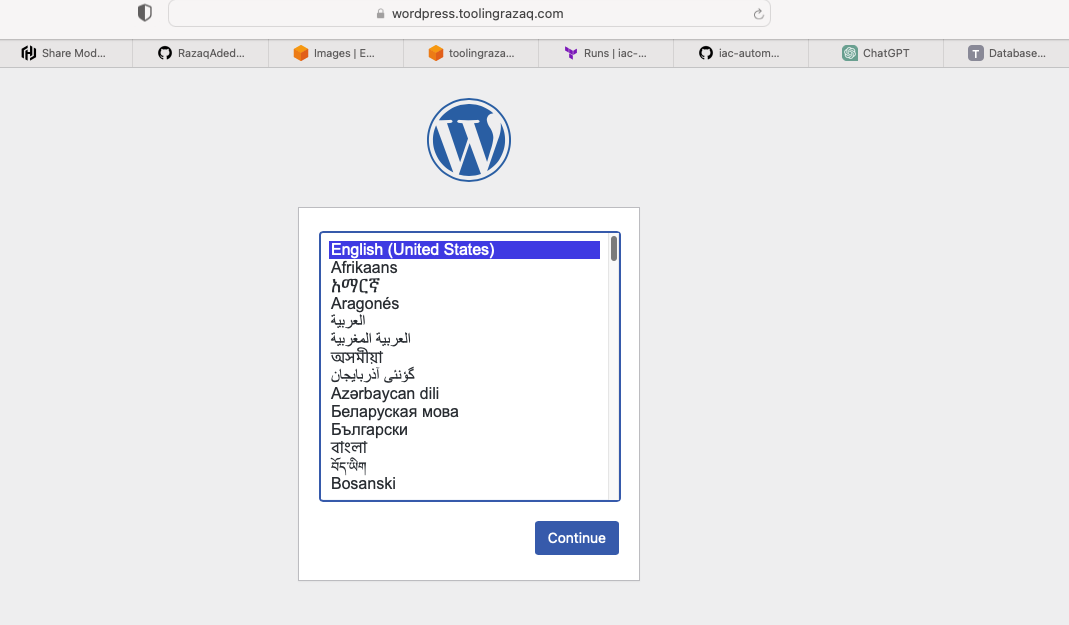 wordpress.toolingrazaq.com
Share Mod...
RazaqAded...
Images | E...
toolingraza...
Runs | iac-...
iac-autom...
ChatGPT
T
Database...
W
English (United States)
Afrikaans
አማርኛ
Aragonés
العربية
العربية المغربية
অসমীয়া
گؤنئی آذربایجان
Azərbaycan dili
Беларуская мова
Български
বাংলা
བོད་ཡིག
Bosanski
Continue